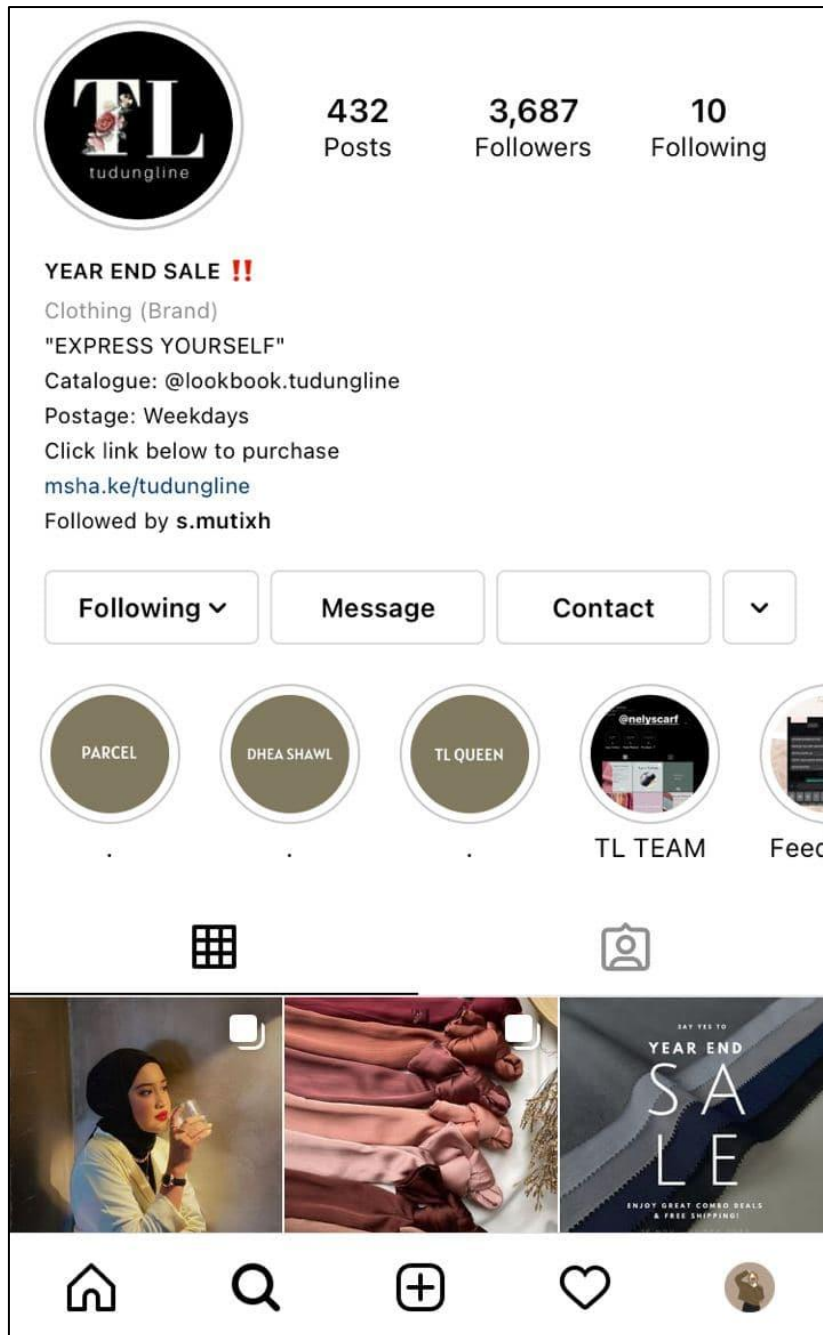 TL
tudungline
432
Posts
3,687
Followers
10
Following
YEAR END SALE ‼️
Clothing (Brand)
"EXPRESS YOURSELF"
Catalogue: @lookbook.tudungline
Postage: Weekdays
Click link below to purchase
msha.ke/tudungline
Followed by s.mutixh
Following
Message
Contact
PARCEL
DHEA SHAWL
TL QUEEN
@nelyscarf
.
.
.
TL TEAM
Feed
SAY YES TO
YEAR END
SA
LE
ENJOY GREAT COMBO DEALS
& FREE SHIPPING!